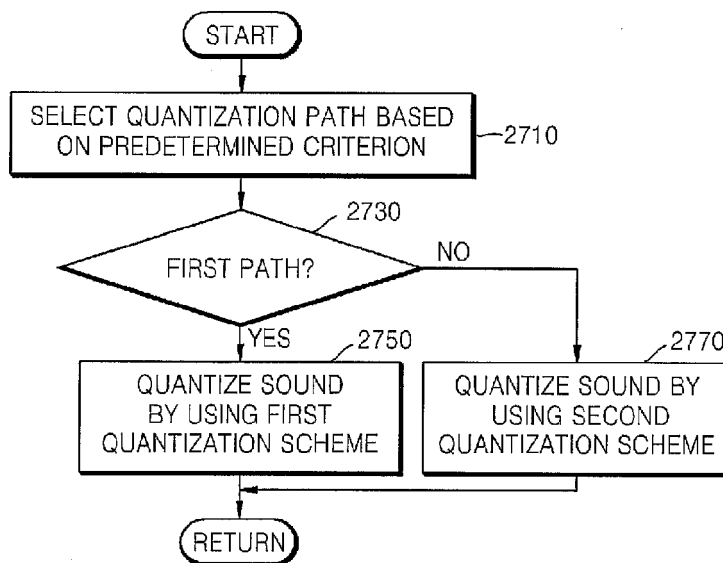 START
SELECT QUANTIZATION PATH BASED
ON PREDETERMINED CRITERION
2710
2730
FIRST PATH?
NO
YES
2750
QUANTIZE SOUND
BY USING FIRST
QUANTIZATION SCHEME
2770
QUANTIZE SOUND BY
USING SECOND
QUANTIZATION SCHEME
RETURN